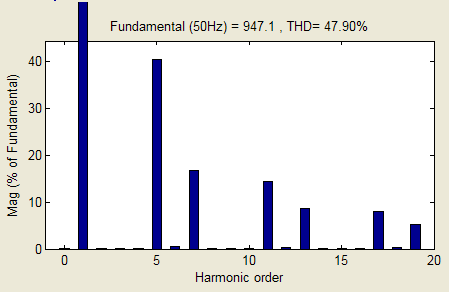 Fundamental (50Hz) = 947.1 , THD= 47.90%
Mag (% of Fundamental)
40
30
20
10
0
0 5 10 15 20
Harmonic order